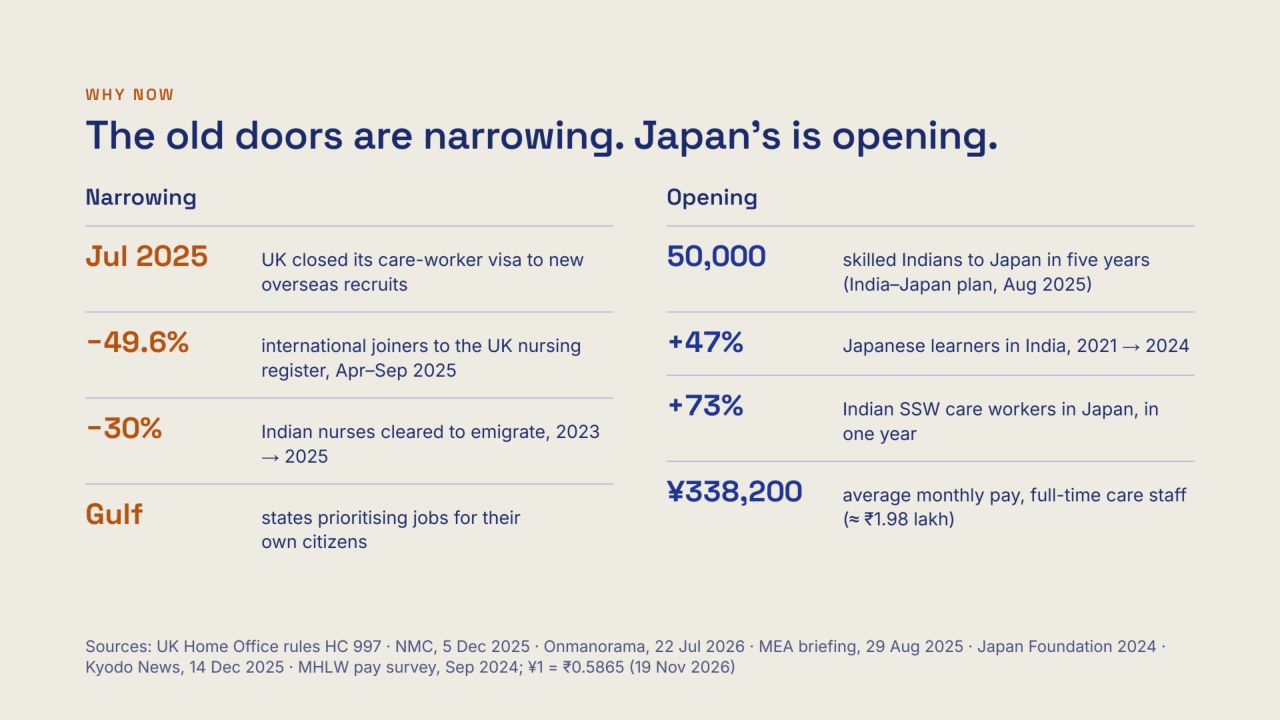 WHY NOW
The old doors are narrowing. Japan’s is opening.
Narrowing
Jul 2025
UK closed its care-worker visa to new
overseas recruits
−49.6%
international joiners to the UK nursing
register, Apr–Sep 2025
−30%
Indian nurses cleared to emigrate, 2023
→ 2025
Gulf
states prioritising jobs for their
own citizens
Opening
50,000
skilled Indians to Japan in five years
(India–Japan plan, Aug 2025)
+47%
Japanese learners in India, 2021 → 2024
+73%
Indian SSW care workers in Japan, in
one year
¥338,200
average monthly pay, full-time care staff
(≈ ₹1.98 lakh)
Sources: UK Home Office rules HC 997 · NMC, 5 Dec 2025 · Onmanorama, 22 Jul 2026 · MEA briefing, 29 Aug 2025 · Japan Foundation 2024 ·
Kyodo News, 14 Dec 2025 · MHLW pay survey, Sep 2024; ¥1 = ₹0.5865 (19 Nov 2026)